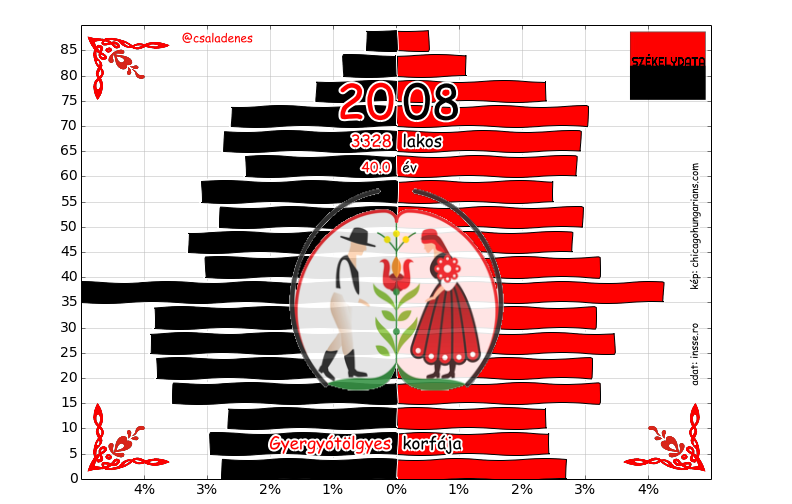 @csaladenes
SZÉKELYDATA
2008
3328 lakos
40.0 év
kép: chicagohungarians.com
adat: insse.ro
Gyergyótölgyes korfája
85
80
75
70
65
60
55
50
45
40
35
30
25
20
15
10
5
0
4% 3% 2% 1% 0% 1% 2% 3% 4%